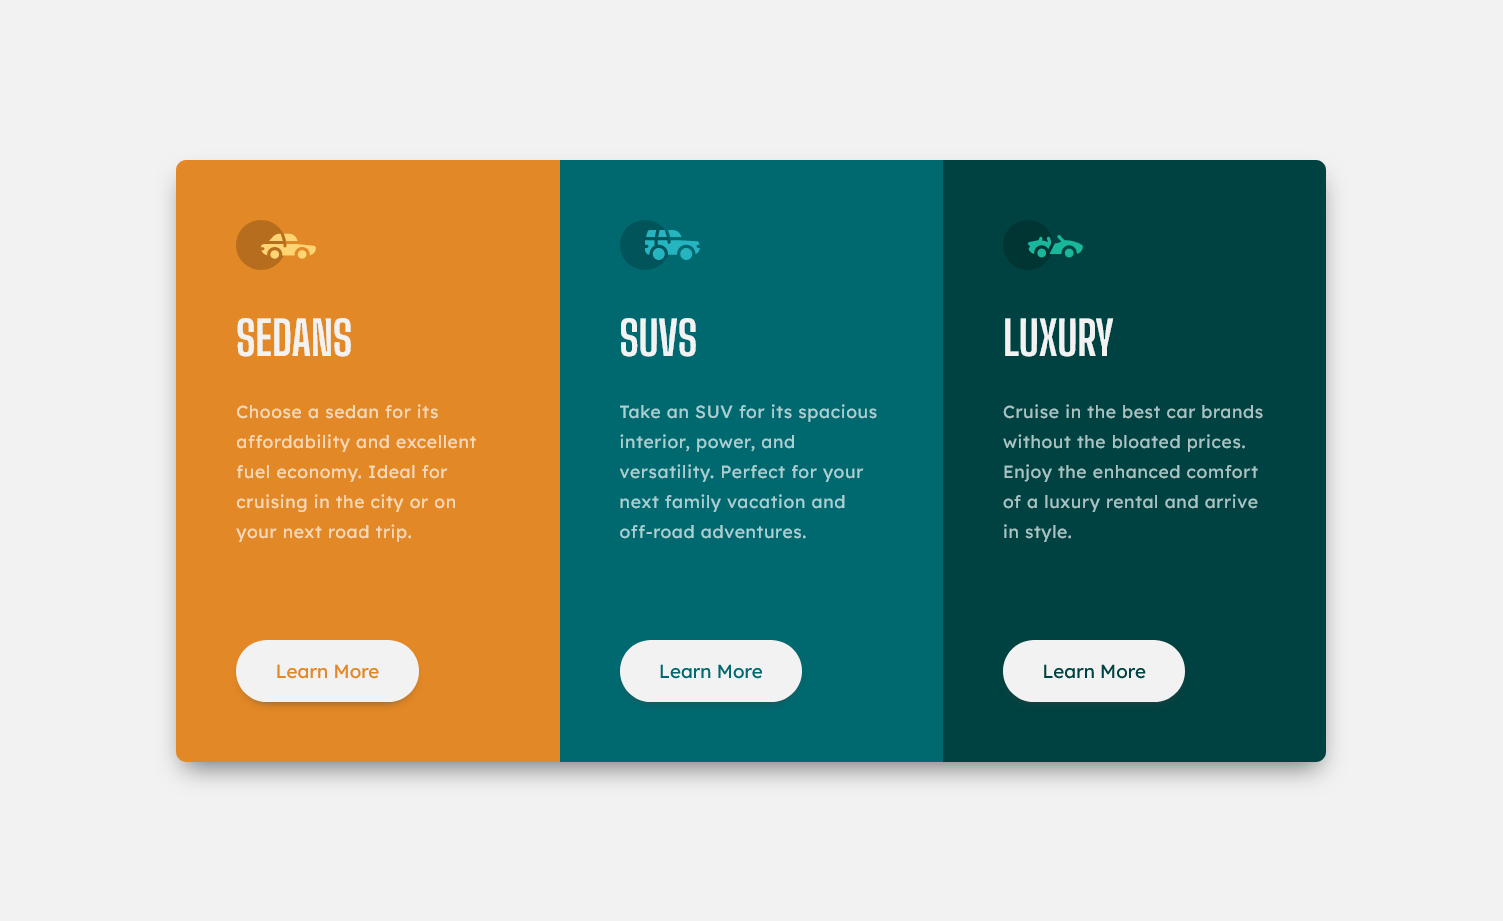 SEDANS
Choose a sedan for its
affordability and excellent
fuel economy. Ideal for
cruising in the city or on
your next road trip.
Learn More
SUVS
Take an SUV for its spacious
interior, power, and
versatility. Perfect for your
next family vacation and
off-road adventures.
Learn More
LUXURY
Cruise in the best car brands
without the bloated prices.
Enjoy the enhanced comfort
of a luxury rental and arrive
in style.
Learn More